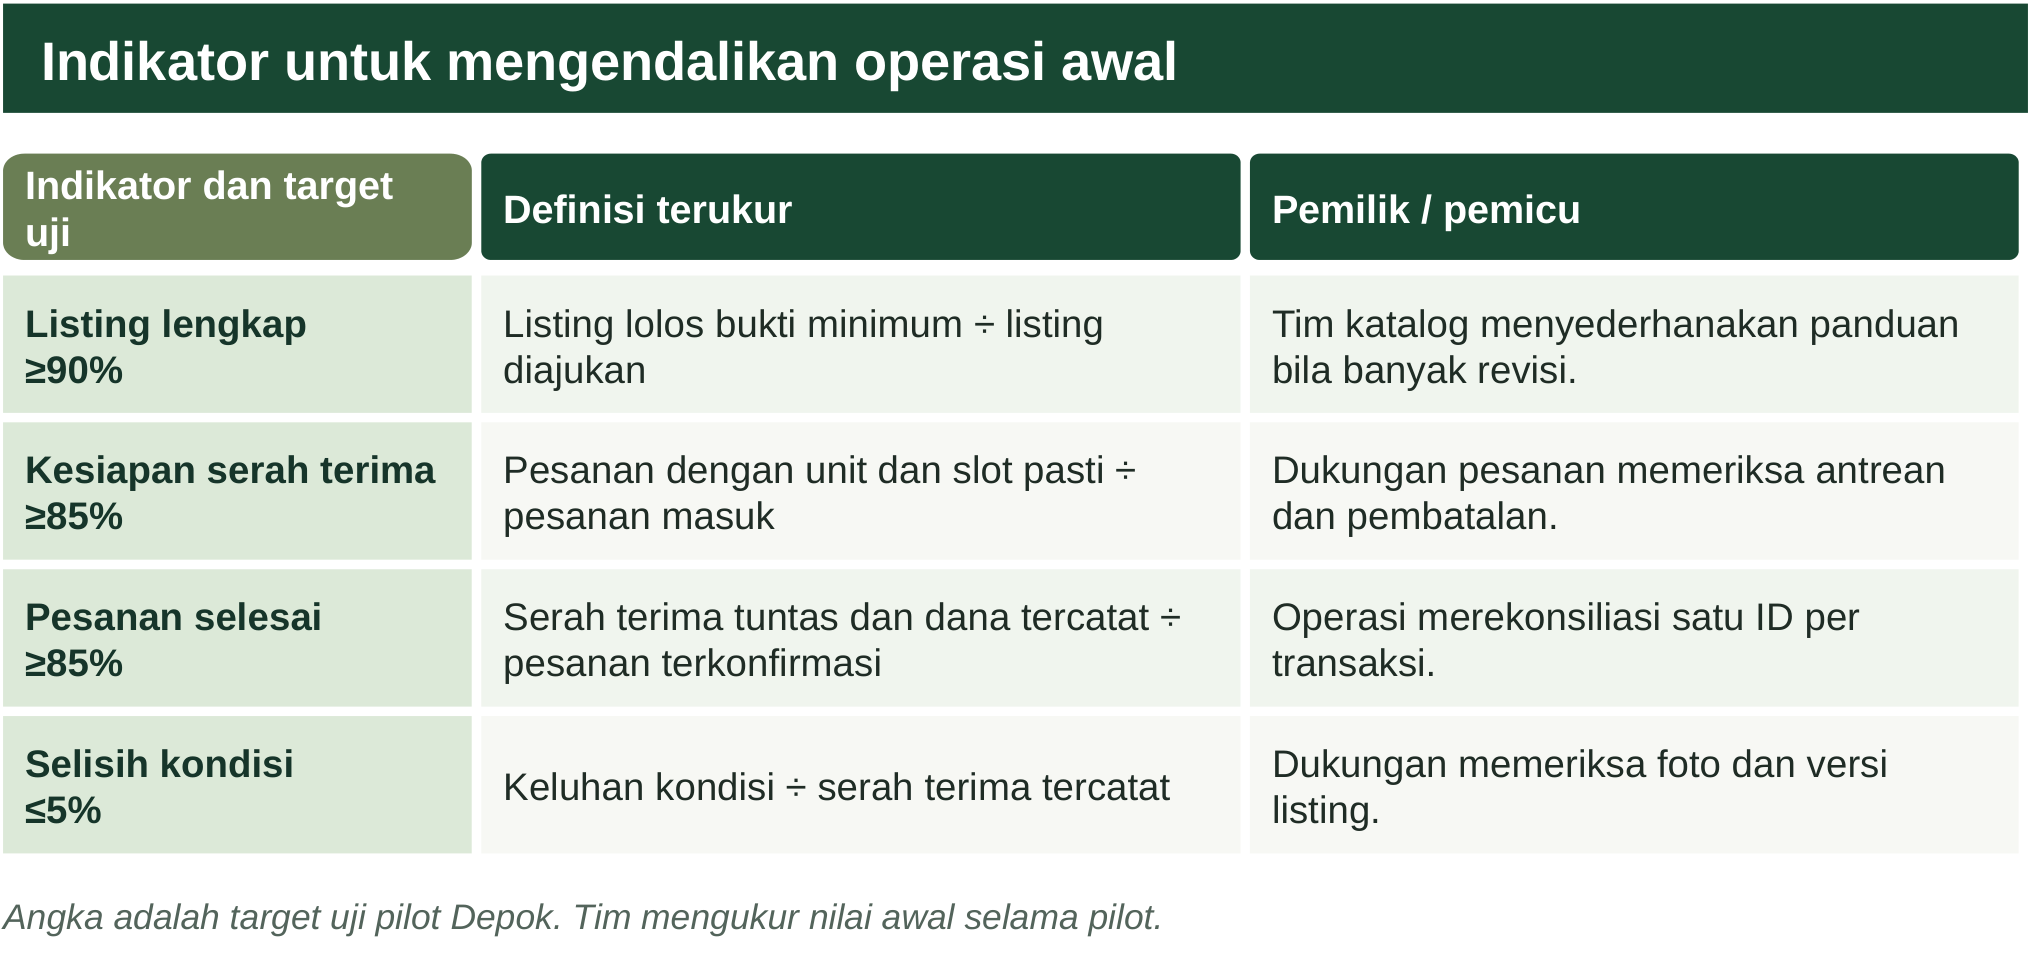 Indikator untuk mengendalikan operasi awal
Indikator dan target
uji
Definisi terukur
Pemilik / pemicu
Listing lengkap
≥90%
Listing lolos bukti minimum ÷ listing
diajukan
Tim katalog menyederhanakan panduan
bila banyak revisi.
Kesiapan serah terima
≥85%
Pesanan dengan unit dan slot pasti ÷
pesanan masuk
Dukungan pesanan memeriksa antrean
dan pembatalan.
Pesanan selesai
≥85%
Serah terima tuntas dan dana tercatat ÷
pesanan terkonfirmasi
Operasi merekonsiliasi satu ID per
transaksi.
Selisih kondisi
≤5%
Keluhan kondisi ÷ serah terima tercatat
Dukungan memeriksa foto dan versi
listing.
Angka adalah target uji pilot Depok. Tim mengukur nilai awal selama pilot.